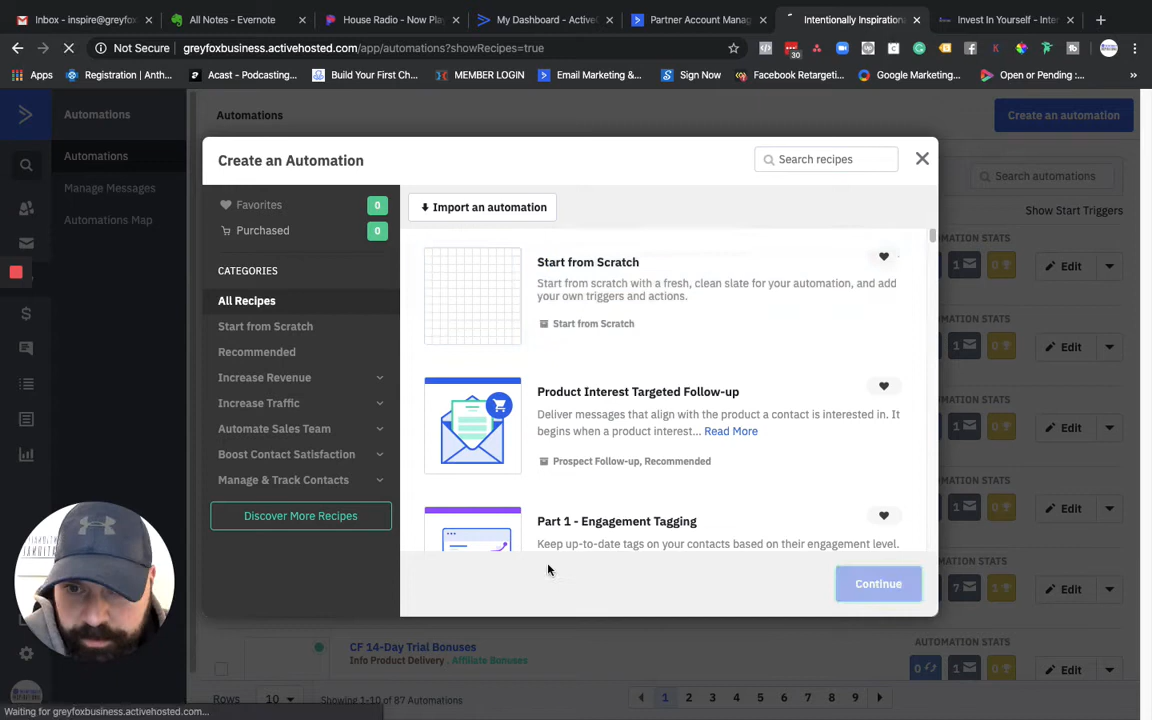 Inbox - inspire@greyfox
All Notes - Evernote
House Radio - Now Pla
My Dashboard - Active
Partner Account Manag
Intentionally Inspiration
Invest In Yourself - Inter
Not Secure
greyfoxbusiness.activehosted.com/app/automations?showRecipes=true
30
Apps
Registration | Anth...
Acast - Podcasting...
Build Your First Ch...
MEMBER LOGIN
Email Marketing &...
Sign Now
Facebook Retargeti...
Google Marketing...
Open or Pending :...
Automations
Automations
Manage Messages
Automations Map
Automations
Create an automation
Search automations
Show Start Triggers
Create an Automation
Search recipes
Favorites 0
Purchased 0
CATEGORIES
All Recipes
Start from Scratch
Recommended
Increase Revenue
Increase Traffic
Automate Sales Team
Boost Contact Satisfaction
Manage & Track Contacts
Discover More Recipes
Import an automation
Start from Scratch
Start from scratch with a fresh, clean slate for your automation, and add
your own triggers and actions.
Start from Scratch
Product Interest Targeted Follow-up
Deliver messages that align with the product a contact is interested in. It
begins when a product interest... Read More
Prospect Follow-up, Recommended
Part 1 - Engagement Tagging
Keep up-to-date tags on your contacts based on their engagement level.
Continue
MATION STATS
1 0 Edit
MATION STATS
1 0 Edit
MATION STATS
1 0 Edit
MATION STATS
1 0 Edit
MATION STATS
7 1 Edit
CF 14-Day Trial Bonuses
Info Product Delivery . Affiliate Bonuses
AUTOMATION STATS
0 1 0 Edit
Rows 10 Showing 1-10 of 87 Automations
1 2 3 4 5 6 7 8 9
Waiting for greyfoxbusiness.activehosted.com...